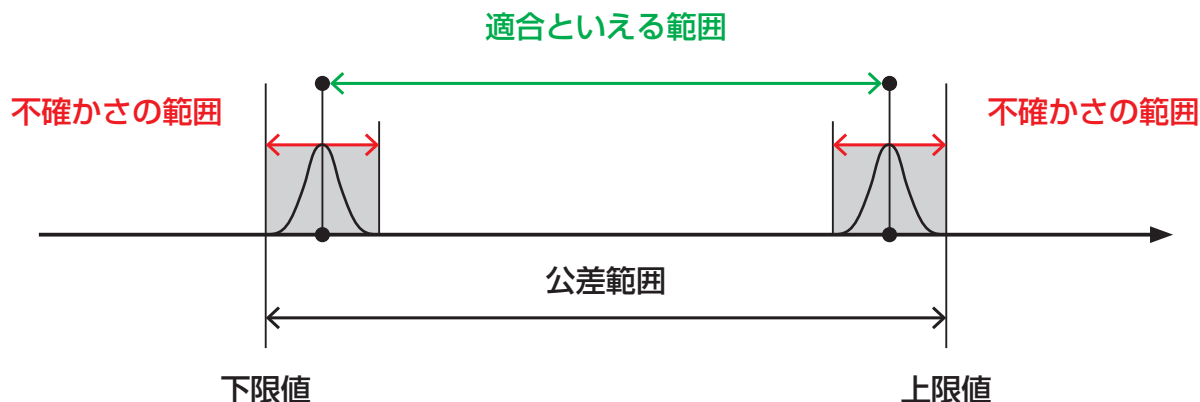 適合といえる範囲
不確かさの範囲
不確かさの範囲
公差範囲
下限値
上限値